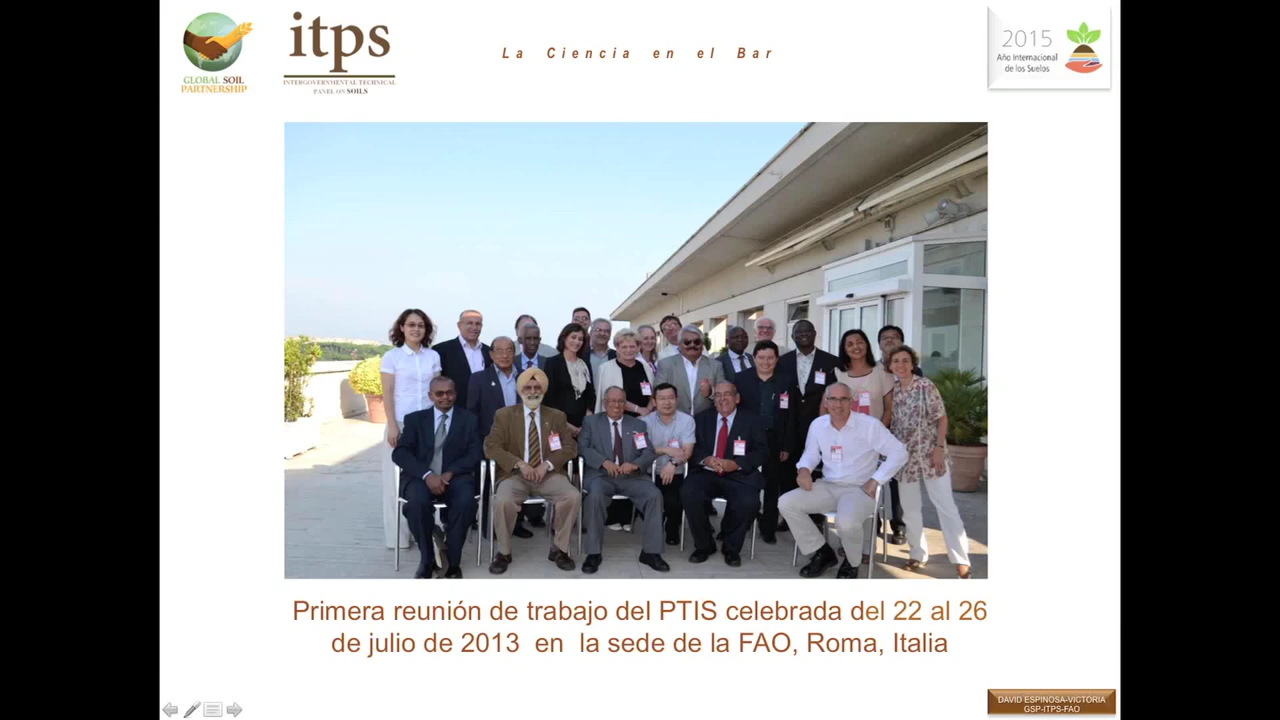 GLOBAL SOIL
PARTNERSHIP
itps
INTERGOVERNMENTAL TECHNICAL
PANEL ON SOILS
La Ciencia en el Bar
2015
Año Internacional
de los Suelos
Primera reunión de trabajo del PTIS celebrada del 22 al 26
de julio de 2013 en la sede de la FAO, Roma, Italia
DAVID ESPINOSA-VICTORIA
GSP-ITPS-FAO